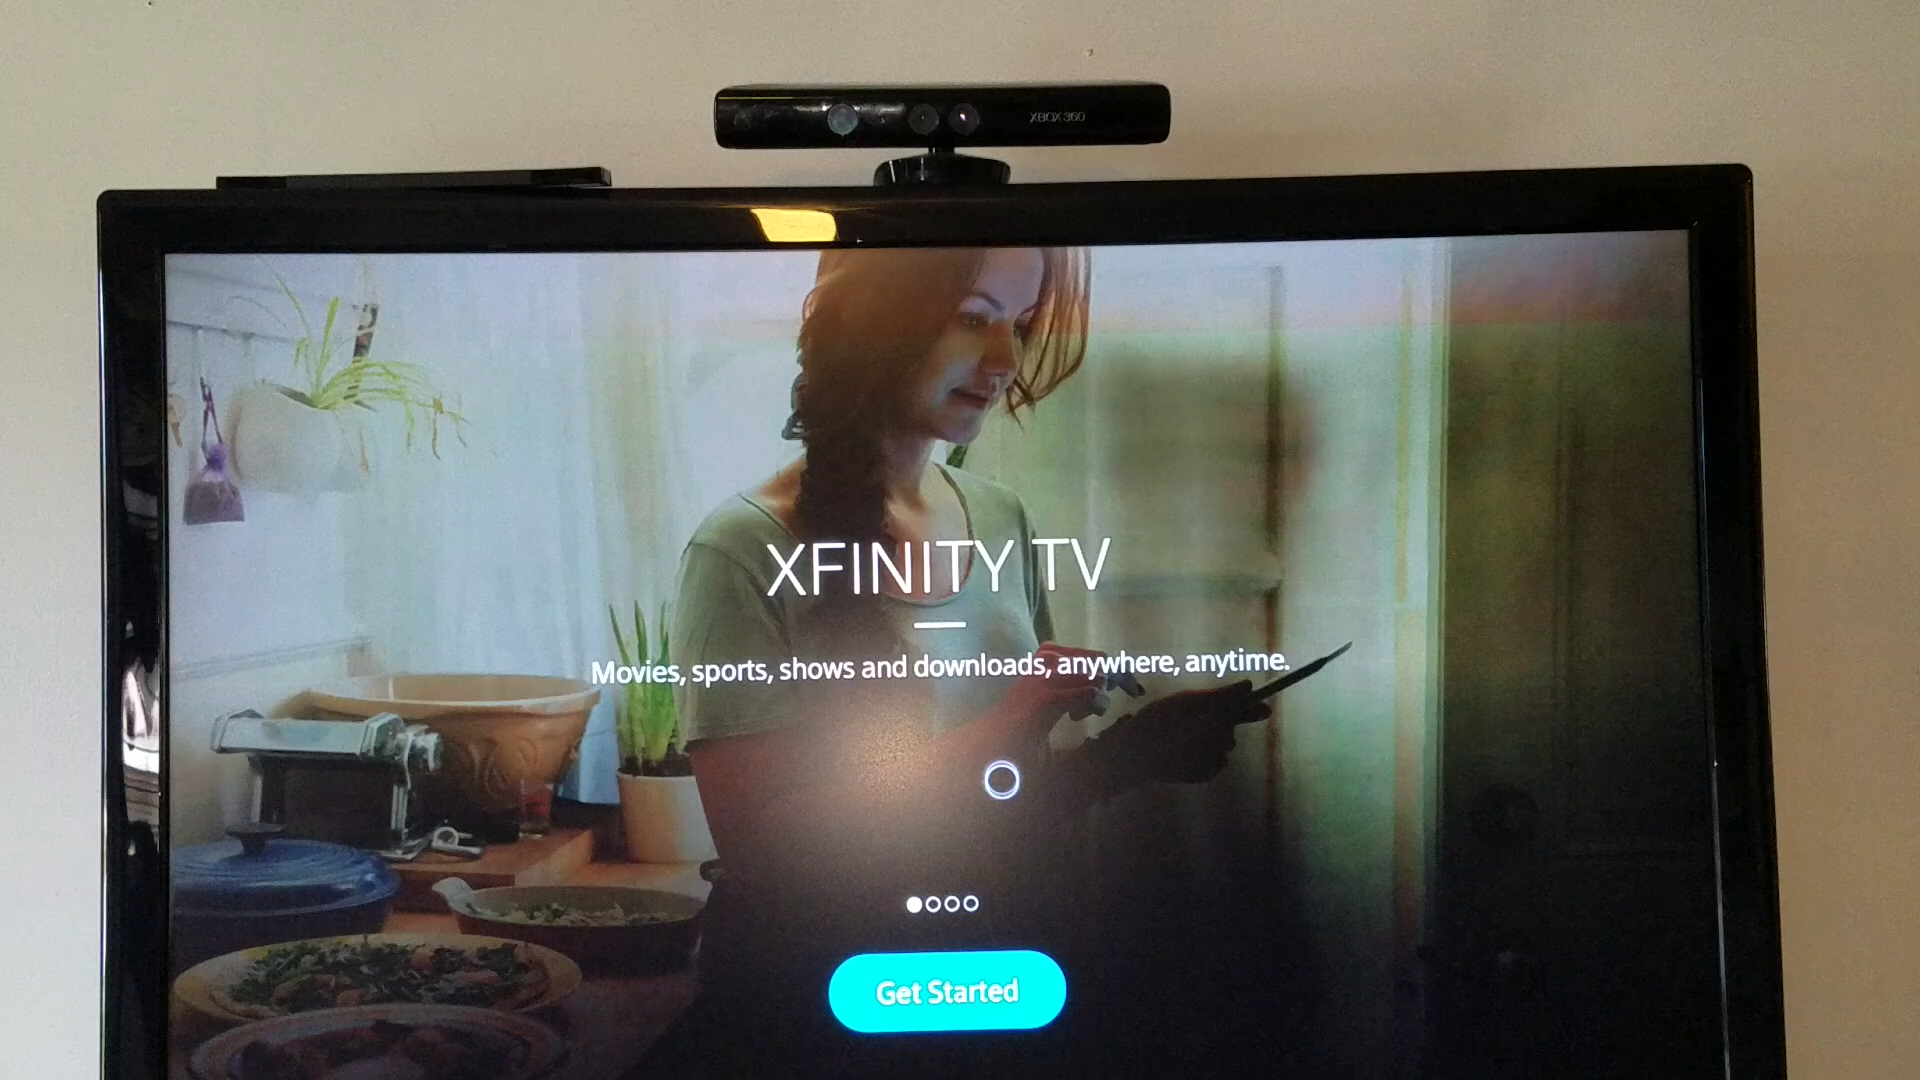 XBOX 360
XFINITY TV
Movies, sports, shows and downloads, anywhere, anytime.
Get Started